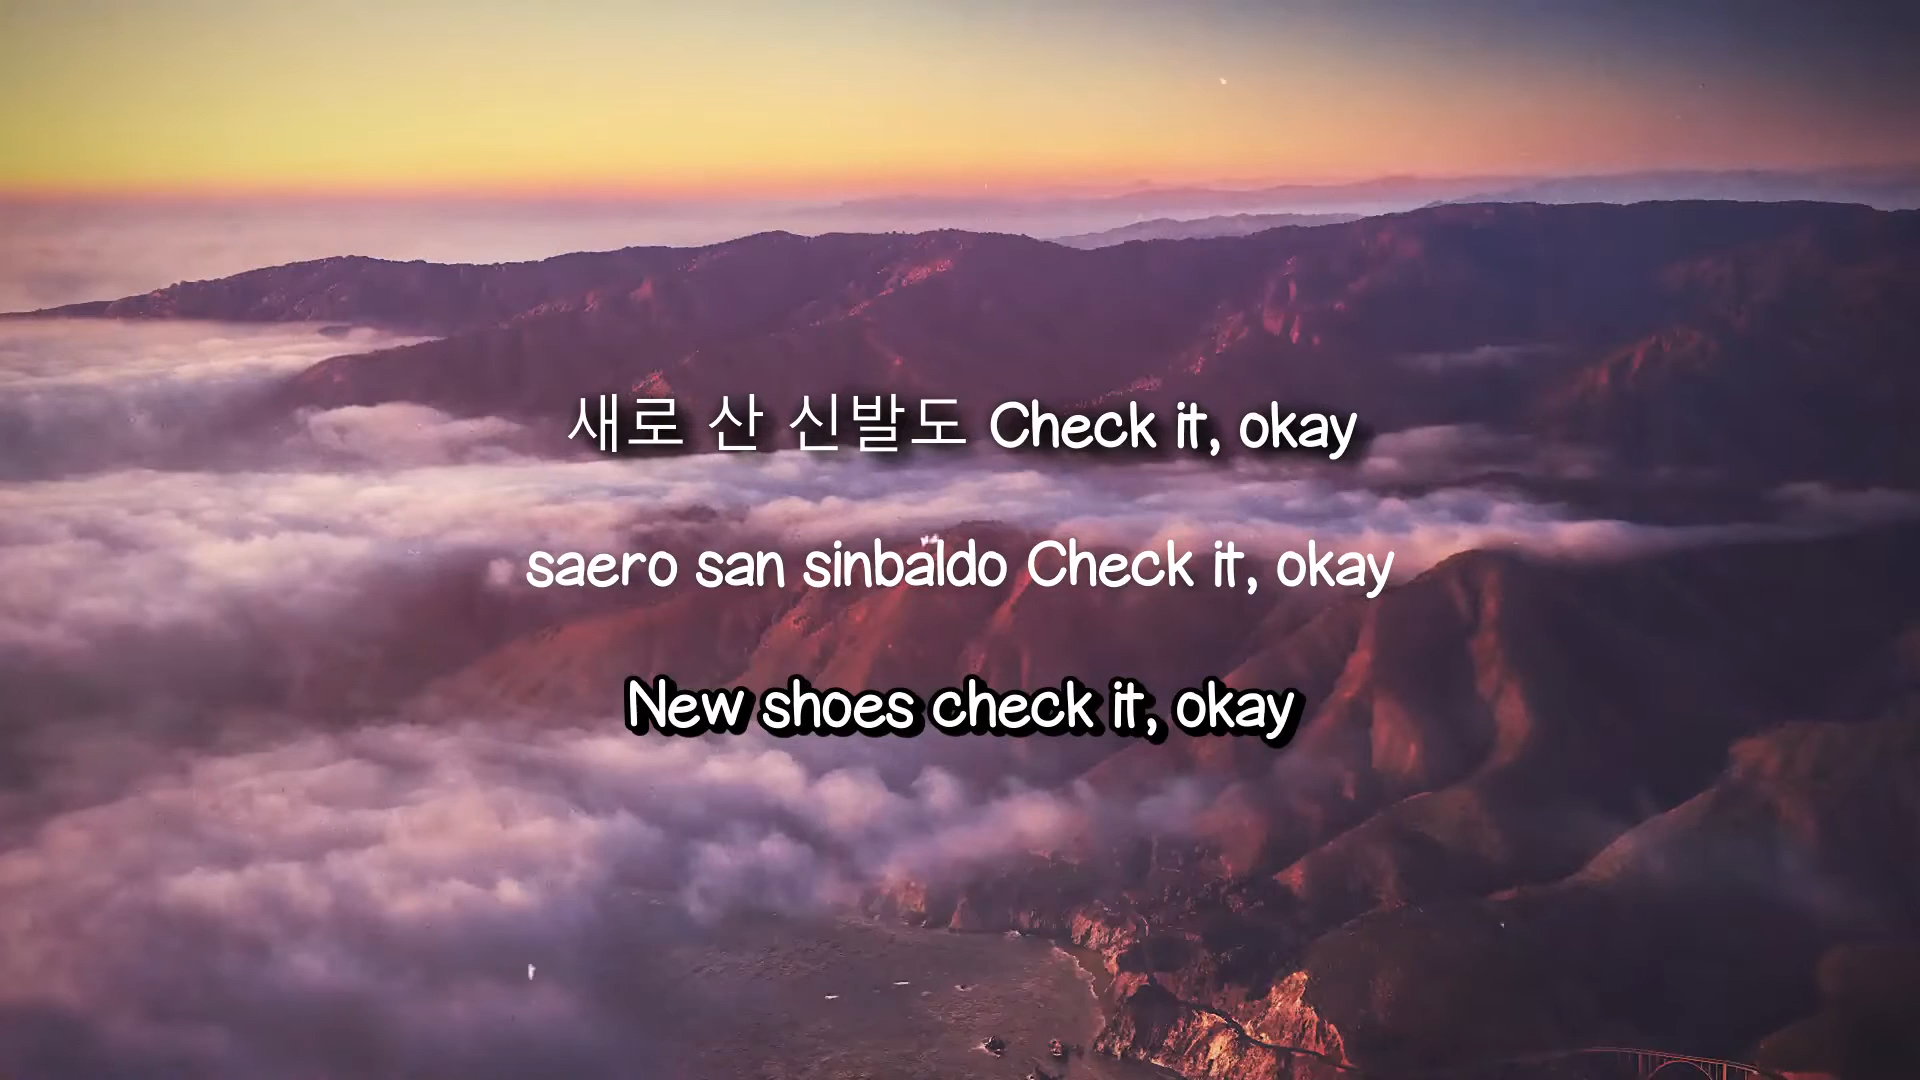 새로 산 신발도 Check it, okay
saero san sinbaldo Check it, okay
New shoes check it, okay